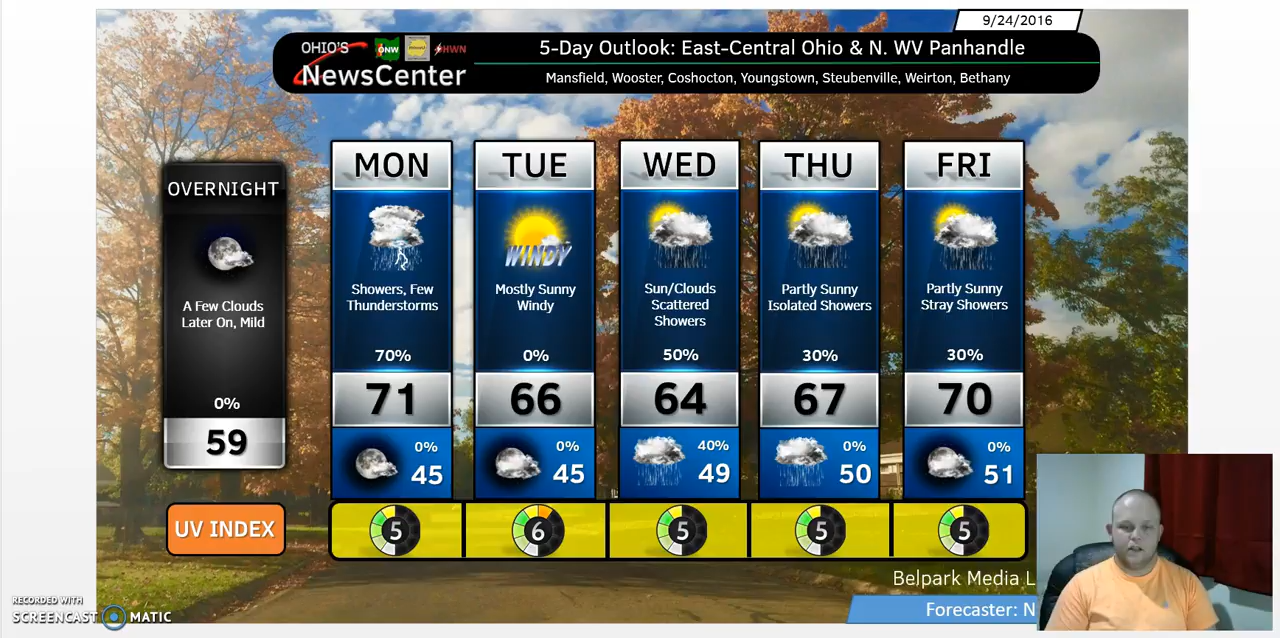 9/24/2016
OHIO'S
NewsCenter
ONW
HWN
5-Day Outlook: East-Central Ohio & N. WV Panhandle
Mansfield, Wooster, Coshocton, Youngstown, Steubenville, Weirton, Bethany
OVERNIGHT
A Few Clouds
Later On, Mild
0%
59
MON
Showers, Few
Thunderstorms
70%
71
0%
45
TUE
WINDY
Mostly Sunny
Windy
0%
66
0%
45
WED
Sun/Clouds
Scattered
Showers
50%
64
40%
49
THU
Partly Sunny
Isolated Showers
30%
67
0%
50
FRI
Partly Sunny
Stray Showers
30%
70
0%
51
UV INDEX
5
6
5
5
5
Belpark Media L
Forecaster: N
RECORDED WITH
SCREENCAST MATIC